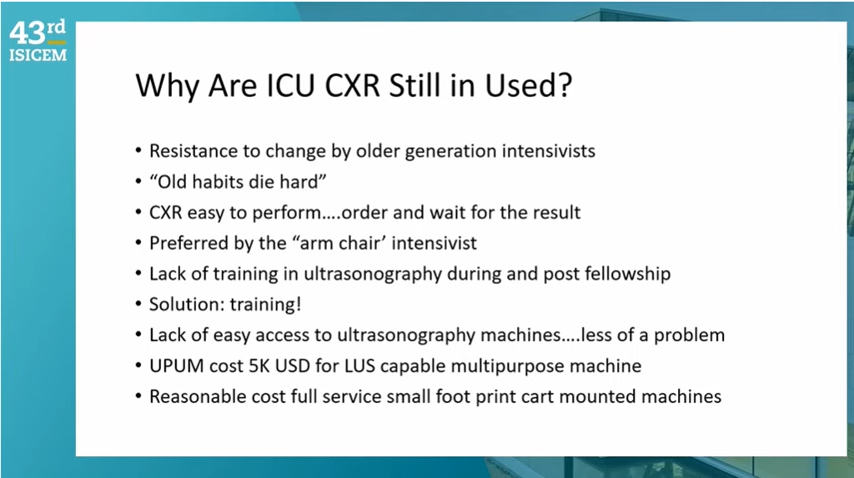 43rd
ISICEM
Why Are ICU CXR Still in Used?
• Resistance to change by older generation intensivists
• “Old habits die hard”
• CXR easy to perform….order and wait for the result
• Preferred by the “arm chair’ intensivist
• Lack of training in ultrasonography during and post fellowship
• Solution: training!
• Lack of easy access to ultrasonography machines….less of a problem
• UPUM cost 5K USD for LUS capable multipurpose machine
• Reasonable cost full service small foot print cart mounted machines